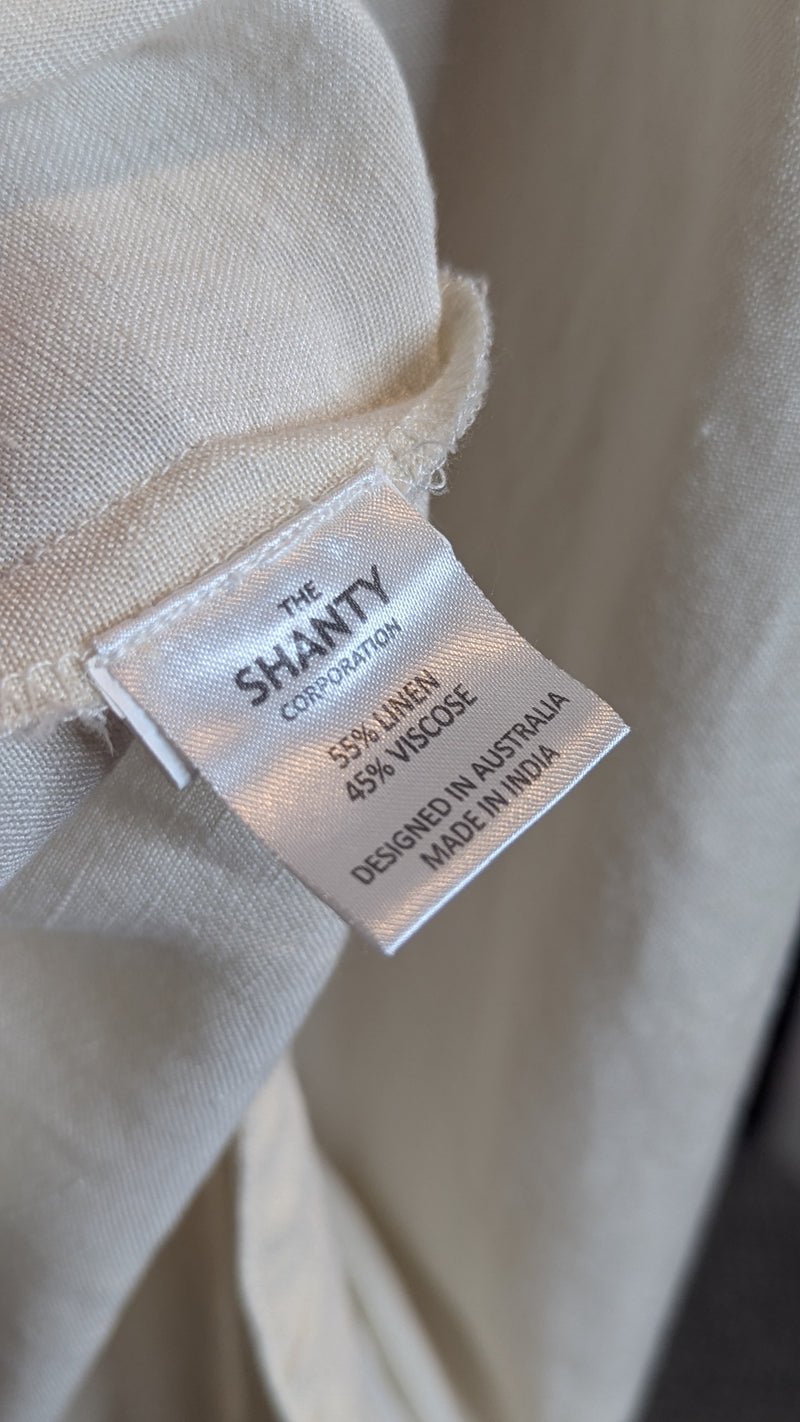 THE
SHANTY
CORPORATION
55% LINEN
45% VISCOSE
DESIGNED IN AUSTRALIA
MADE IN INDIA